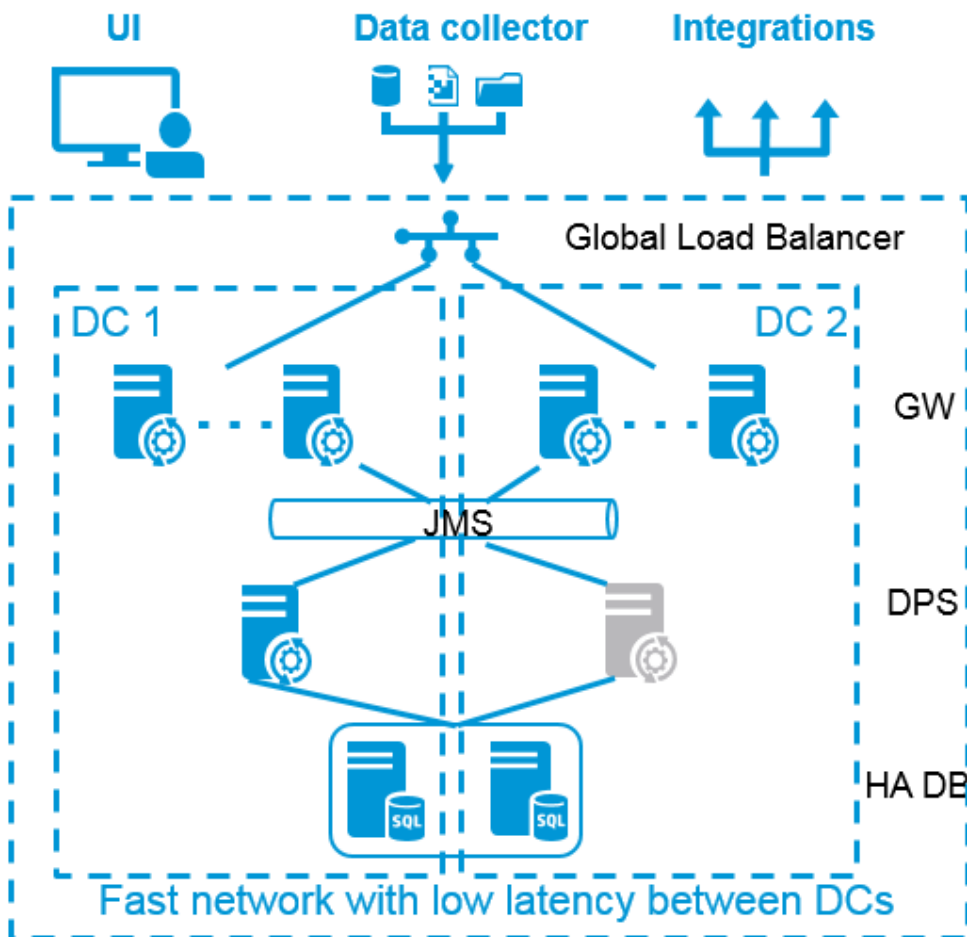 UI
Data collector
Integrations
Global Load Balancer
DC 1
DC 2
GW
JMS
DPS
HA DB
SQL
SQL
Fast network with low latency between DCs